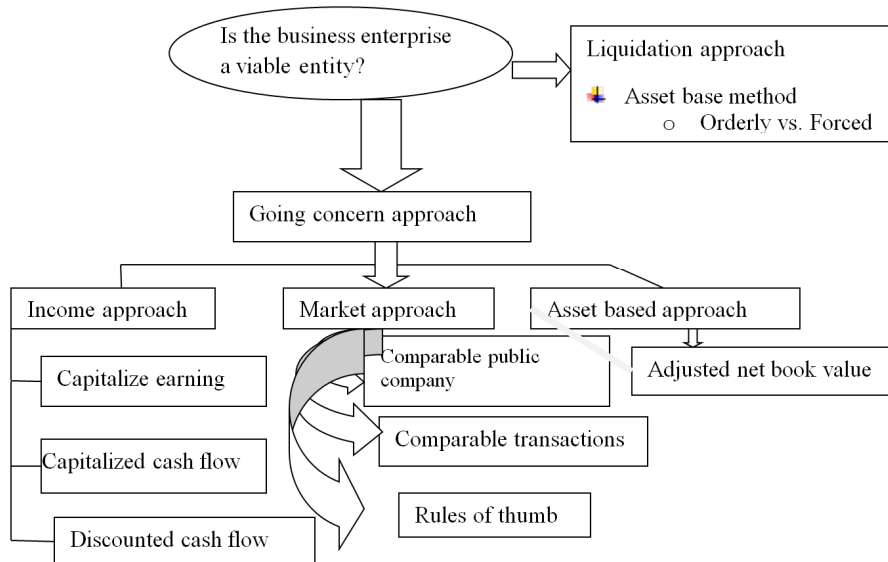 Is the business enterprise
a viable entity?
Liquidation approach
Asset base method
o Orderly vs. Forced
Going concern approach
Income approach
Market approach
Asset based approach
Capitalize earning
Comparable public
company
Adjusted net book value
Capitalized cash flow
Comparable transactions
Discounted cash flow
Rules of thumb